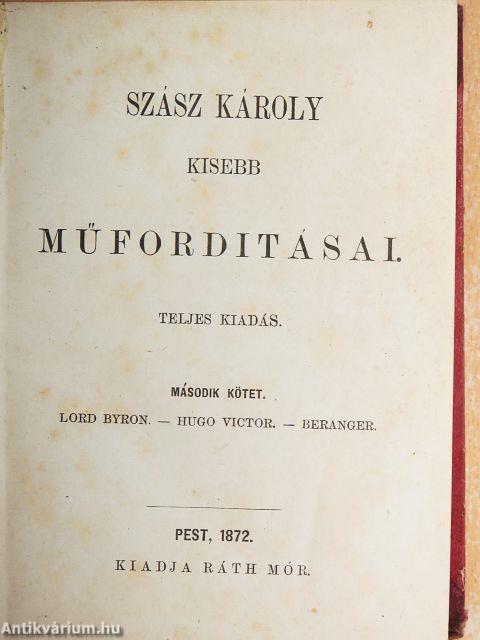 SZÁSZ KÁROLY
KISEBB
MŰFORDITÁSAI.
TELJES KIADÁS.
MÁSODIK KÖTET.
LORD BYRON. — HUGO VICTOR. — BERANGER.
PEST, 1872.
KIADJA RÁTH MÓR.
Antikvárium.hu